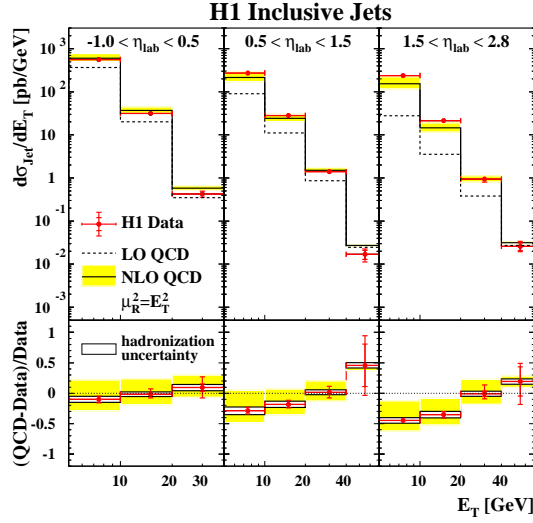 H1 Inclusive Jets
-1.0 < η_lab < 0.5
0.5 < η_lab < 1.5
1.5 < η_lab < 2.8
dσ_Jet/dE_T [pb/GeV]
10^3
10^2
10
1
10^-1
10^-2
10^-3
H1 Data
LO QCD
NLO QCD
μ_R^2=E_T^2
(QCD-Data)/Data
1
0.5
0
-0.5
-1
hadronization
uncertainty
10 20 30
10 20 40
10 20 40
E_T [GeV]